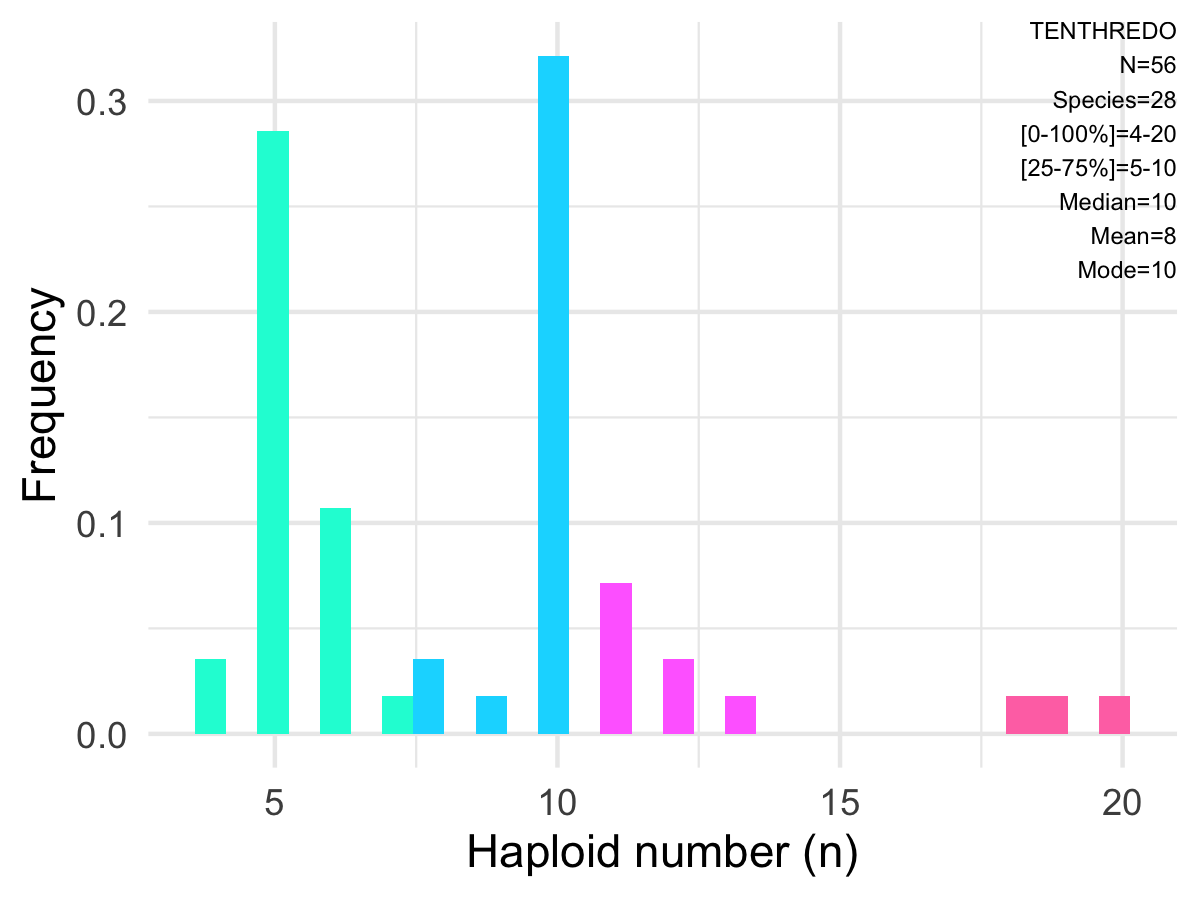 TENTHREDO
N=56
Species=28
[0-100%]=4-20
[25-75%]=5-10
Median=10
Mean=8
Mode=10
Frequency
0.3
0.2
0.1
0.0
5 10 15 20
Haploid number (n)